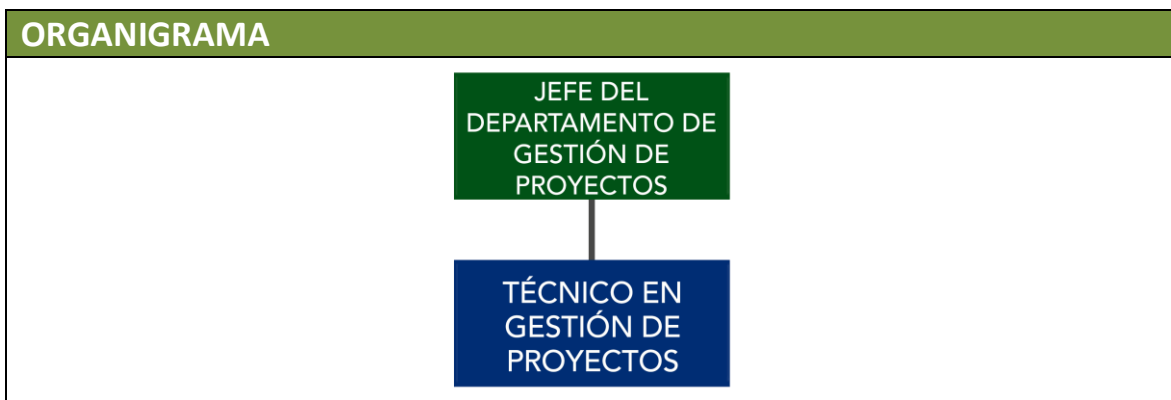 ORGANIGRAMA
JEFE DEL
DEPARTAMENTO DE
GESTIÓN DE
PROYECTOS
TÉCNICO EN
GESTIÓN DE
PROYECTOS